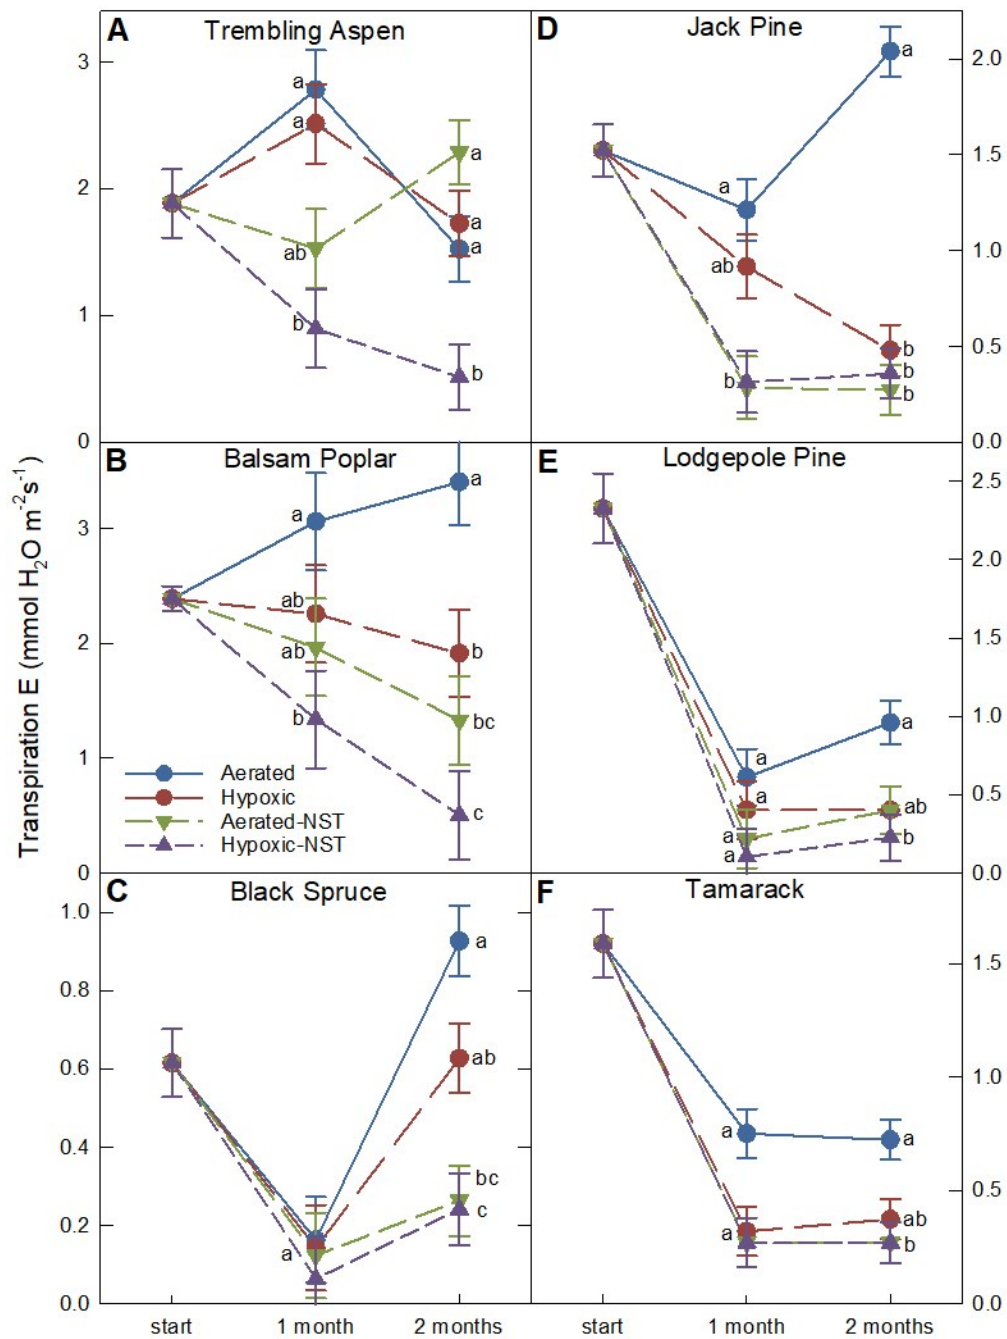 A Trembling Aspen
3
2
1
0
a
a
ab
b
a
a
a
b
D Jack Pine
2.0
1.5
1.0
0.5
0.0
a
ab
b
a
b
b
b
Transpiration E (mmol H₂O m⁻²s⁻¹)
B Balsam Poplar
3
2
1
0
a
ab
ab
b
a
b
bc
c
Aerated
Hypoxic
Aerated-NST
Hypoxic-NST
E Lodgepole Pine
2.5
2.0
1.5
1.0
0.5
0.0
a
a
a
a
a
ab
b
C Black Spruce
1.0
0.8
0.6
0.4
0.2
0.0
a
a
ab
bc
c
start 1 month 2 months
F Tamarack
1.5
1.0
0.5
0.0
a
a
a
ab
b
start 1 month 2 months